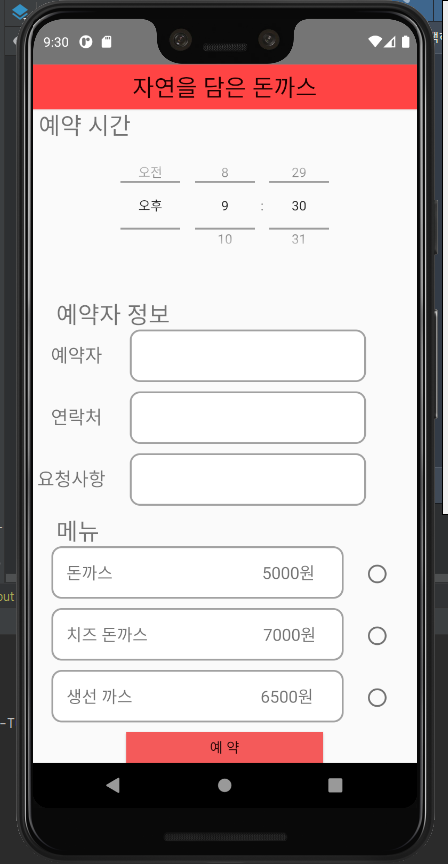 9:30
자연을 담은 돈까스
예약 시간
오전 8 29
오후 9 : 30
10 31
예약자 정보
예약자
연락처
요청사항
메뉴
돈까스 5000원
치즈 돈까스 7000원
생선 까스 6500원
예 약
out
-T